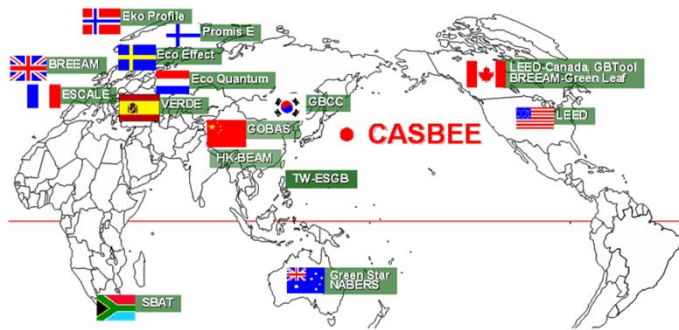 Eko Profile
Promis E
BREEAM
Eco Effect
LEED-Canada, GBTool
BREEAM-Green Leaf
Eco Quantum
ESCALE
VERDE
GBCC
LEED
GOBAS
CASBEE
HK-BEAM
TW-ESGB
Green Star
NABERS
SBAT